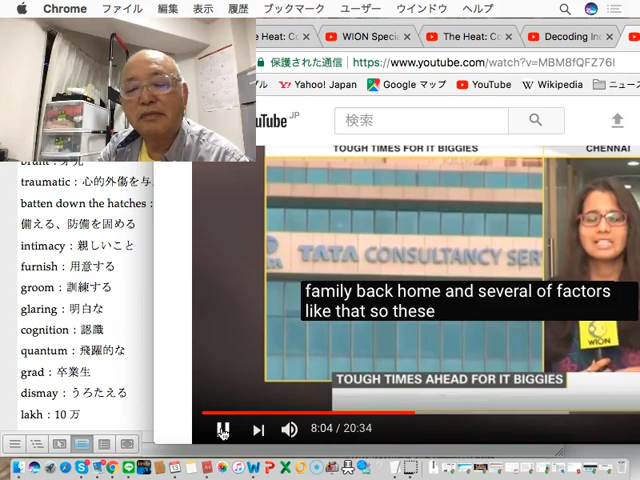 Chrome ファイル 編集 表示 履歴 ブックマーク ユーザー ウインドウ ヘルプ
e Heat: Co
WION Specia
The Heat: C
Decoding Inc
保護された通信 https://www.youtube.com/watch?v=MBM8fQFZ76I
Yahoo! Japan
Google マップ
YouTube
Wikipedia
ouTube JP
検索
TOUGH TIMES FOR IT BIGGIES
CHENNAI
TATA CONSULTANCY SER
family back home and several of factors
like that so these
WION
TOUGH TIMES AHEAD FOR IT BIGGIES
8:04 / 20:34
traumatic：心的外傷を与
batten down the hatches：
備える、防備を固める
intimacy：親しいこと
furnish：用意する
groom：訓練する
glaring：明白な
cognition：認識
quantum：飛躍的な
grad：卒業生
dismay：うろたえる
lakh：10 万